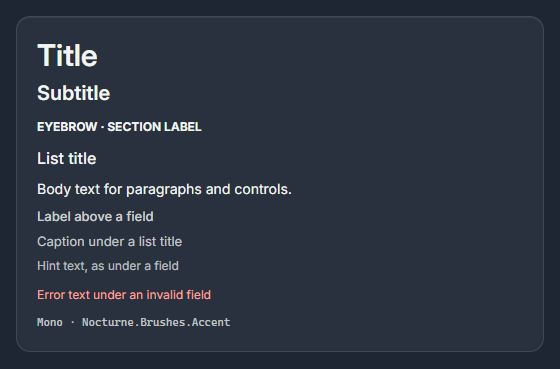 Title
Subtitle
EYEBROW · SECTION LABEL
List title
Body text for paragraphs and controls.
Label above a field
Caption under a list title
Hint text, as under a field
Error text under an invalid field
Mono · Nocturne.Brushes.Accent